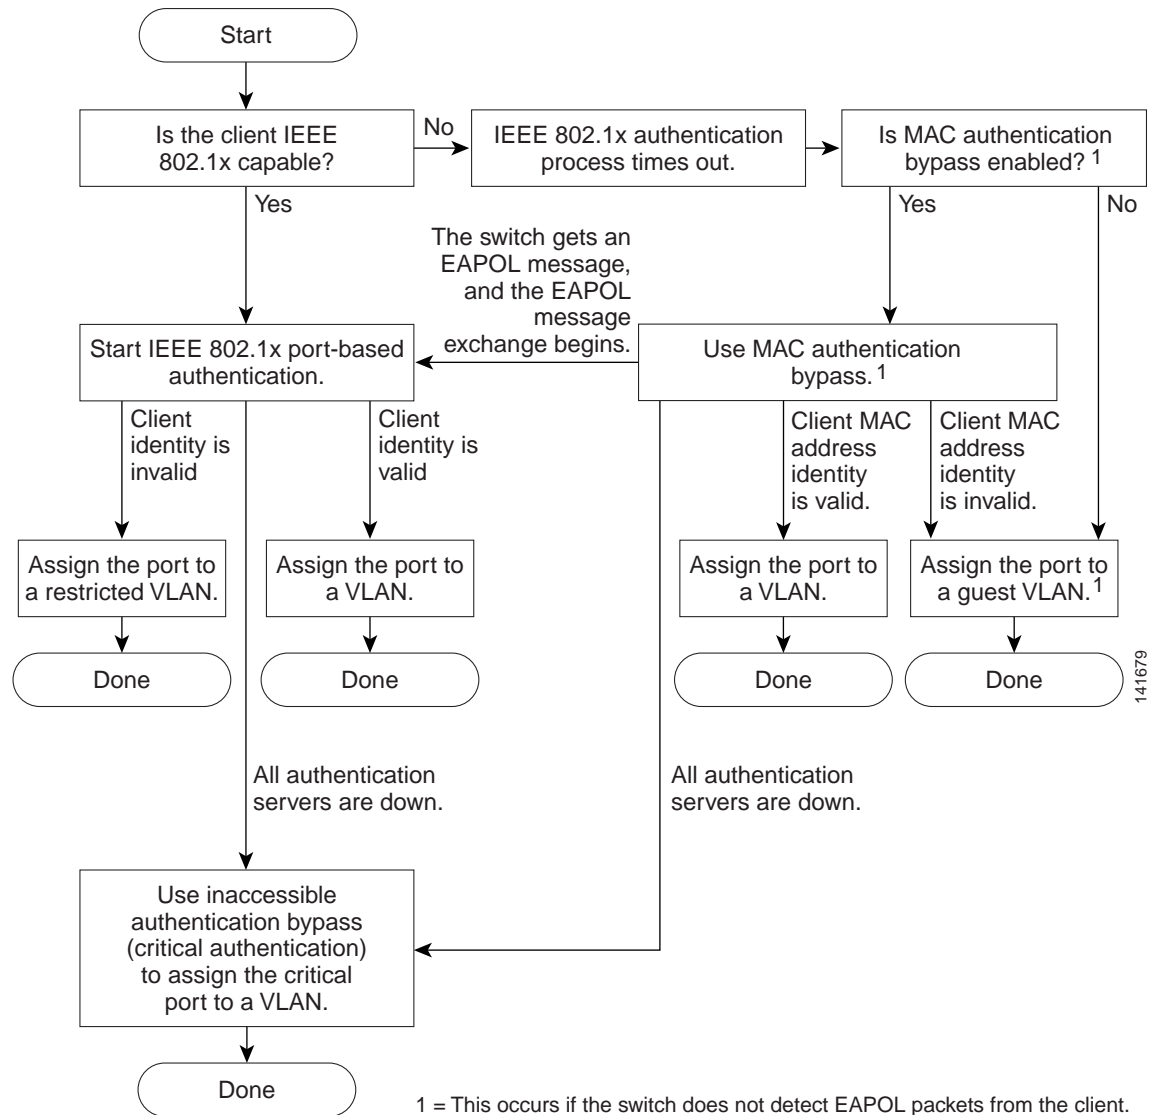 Start
Is the client IEEE
802.1x capable?
No
IEEE 802.1x authentication
process times out.
Is MAC authentication
bypass enabled? 1
Yes
Yes
No
The switch gets an
EAPOL message,
and the EAPOL
message
exchange begins.
Start IEEE 802.1x port-based
authentication.
Use MAC authentication
bypass. 1
Client
identity is
invalid
Client
identity is
valid
Client MAC
address
identity
is valid.
Client MAC
address
identity
is invalid.
Assign the port to
a restricted VLAN.
Assign the port to
a VLAN.
Assign the port to
a VLAN.
Assign the port to
a guest VLAN. 1
Done
Done
Done
Done
141679
All authentication
servers are down.
All authentication
servers are down.
Use inaccessible
authentication bypass
(critical authentication)
to assign the critical
port to a VLAN.
Done
1 = This occurs if the switch does not detect EAPOL packets from the client.